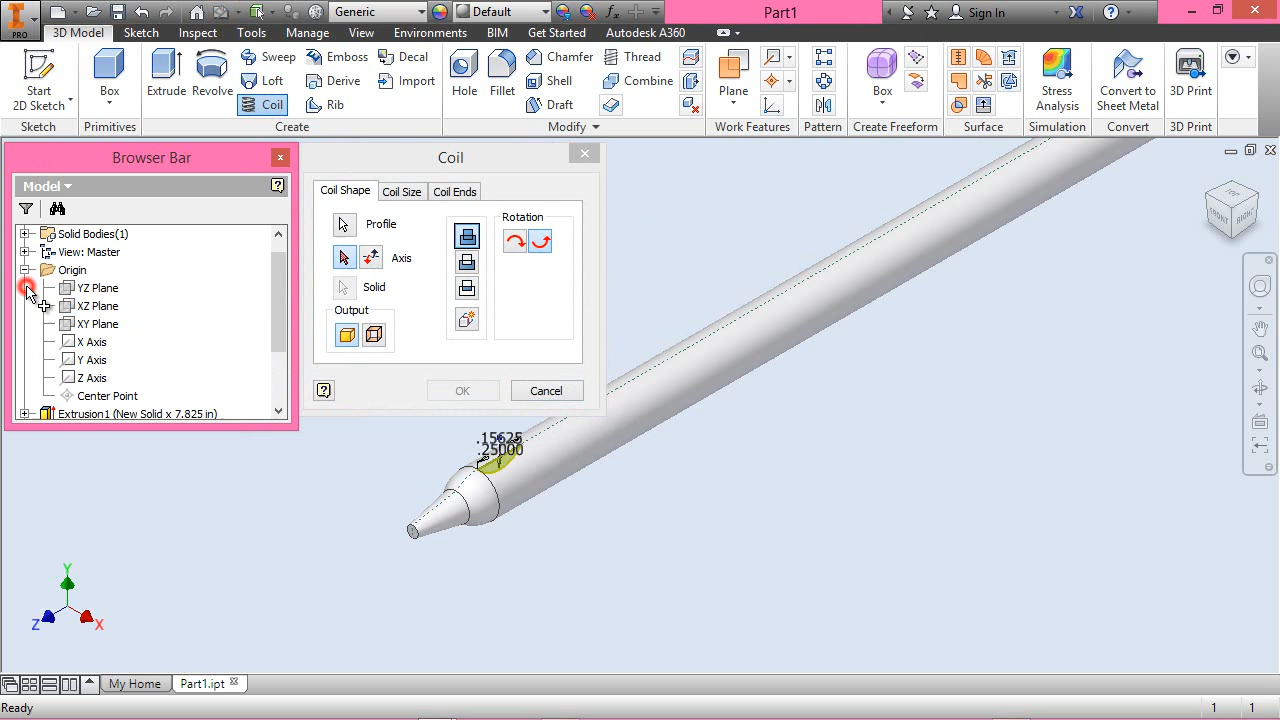 Generic
Default
Part1
Sign In
PRO
3D Model
Sketch
Inspect
Tools
Manage
View
Environments
BIM
Get Started
Autodesk A360
Start
2D Sketch
Box
Extrude
Revolve
Sweep
Loft
Coil
Emboss
Derive
Rib
Decal
Import
Hole
Fillet
Chamfer
Shell
Draft
Thread
Combine
Plane
Box
Stress
Analysis
Convert to
Sheet Metal
3D Print
Sketch
Primitives
Create
Modify
Work Features
Pattern
Create Freeform
Surface
Simulation
Convert
3D Print
Browser Bar
Model
Solid Bodies(1)
View: Master
Origin
YZ Plane
XZ Plane
XY Plane
X Axis
Y Axis
Z Axis
Center Point
Extrusion1 (New Solid x 7.825 in)
Coil
Coil Shape
Coil Size
Coil Ends
Profile
Axis
Solid
Output
Rotation
OK
Cancel
.15625
.25000
TOP
FRONT
RIGHT
Y
Z
X
My Home
Part1.ipt
Ready
1
1